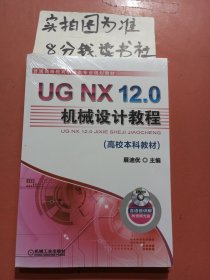 实拍图为准
8分钱读书社
UG NX 12.0
机械设计教程
UG NX 12.0 JIXIE SHEJI JIAOCHENG
(高校本科教材)
展迪优 ◎ 主编
机械工业出版社